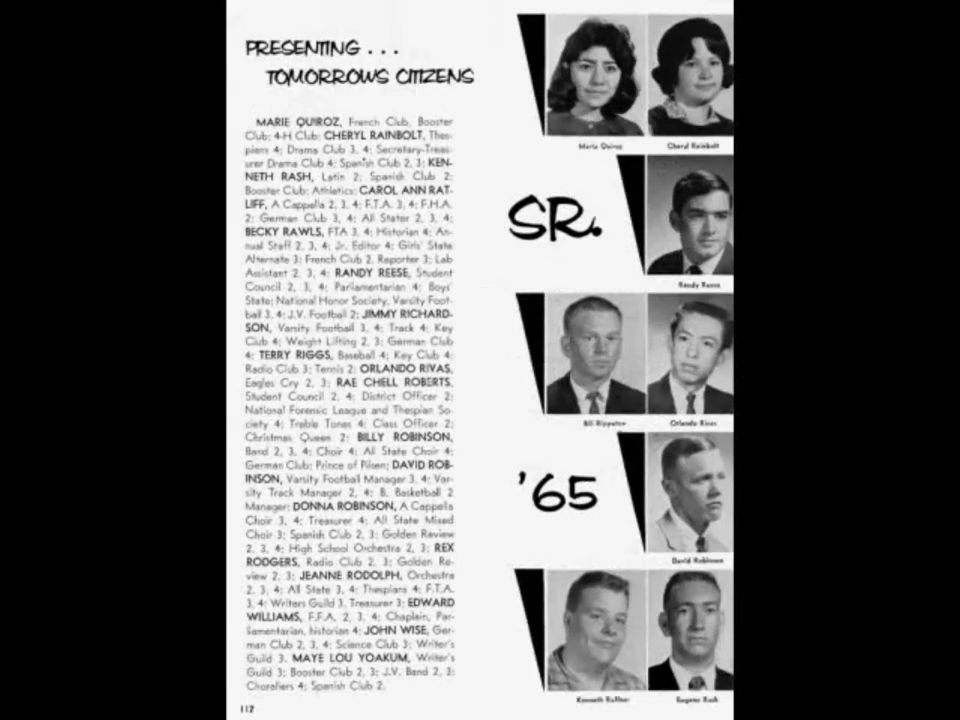 PRESENTING . . .
TOMORROWS CITIZENS
MARIE QUIROZ, French Club, Booster
Club; 4-H Club; CHERYL RAINBOLT, Thes-
pians 4; Drama Club 3, 4; Secretary-Treas-
urer Drama Club 4; Spanish Club 2, 3; KEN-
NETH RASH, Latin 2; Spanish Club 2;
Booster Club; Athletics; CAROL ANN RAT-
LIFF, A Cappella 2, 3, 4; F.T.A. 3, 4; F.H.A.
2; German Club 3, 4; All Stater 2, 3, 4;
BECKY RAWLS, FTA 3, 4; Historian 4; An-
nual Staff 2, 3, 4; Jr. Editor 4; Girls' State
Alternate 3; French Club 2, Reporter 3; Lab
Assistant 2, 3, 4; RANDY REESE, Student
Council 2, 3, 4; Parliamentarian 4; Boys'
State; National Honor Society, Varsity Foot-
ball 3, 4; J.V. Football 2; JIMMY RICHARD-
SON, Varsity Football 3, 4; Track 4; Key
Club 4; Weight Lifting 2, 3; German Club
4; TERRY RIGGS, Baseball 4; Key Club 4;
Radio Club 3; Tennis 2; ORLANDO RIVAS,
Eagles Cry 2, 3; RAE CHELL ROBERTS,
Student Council 2, 4; District Officer 2;
National Forensic League and Thespian So-
ciety 4; Treble Tones 4; Class Officer 2;
Christmas Queen 2; BILLY ROBINSON,
Band 2, 3, 4; Choir 4; All State Choir 4;
German Club; Prince of Pilsen; DAVID ROB-
INSON, Varsity Football Manager 3, 4; Var-
sity Track Manager 2, 4; B. Basketball 2
Manager; DONNA ROBINSON, A Cappella
Choir 3, 4; Treasurer 4; All State Mixed
Choir 3; Spanish Club 2, 3; Golden Review
2, 3, 4; High School Orchestra 2, 3; REX
RODGERS, Radio Club 2, 3; Golden Re-
view 2, 3; JEANNE RODOLPH, Orchestra
2, 3, 4; All State 3, 4; Thespians 4; F.T.A.
3, 4; Writers Guild 3, Treasurer 3; EDWARD
WILLIAMS, F.F.A. 2, 3, 4; Chaplain, Par-
liamentarian, historian 4; JOHN WISE, Ger-
man Club 2, 3, 4; Science Club 3; Writer's
Guild 3. MAYE LOU YOAKUM, Writer's
Guild 3; Booster Club 2, 3; J.V. Band 2, 3;
Choraliers 4; Spanish Club 2.
112
Marie Quiroz
Cheryl Rainbolt
SR.
Randy Reese
Bill Rippetoe
Orlando Rivas
'65
David Robinson
Kenneth Ruffner
Eugene Rush